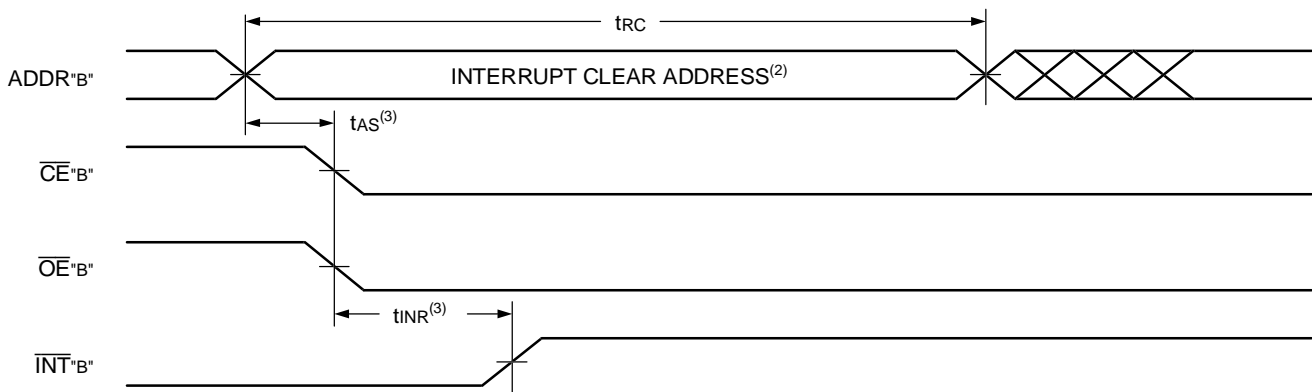 tRC
ADDR"B"
INTERRUPT CLEAR ADDRESS(2)
tAS(3)
CE"B"
OE"B"
tINR(3)
INT"B"